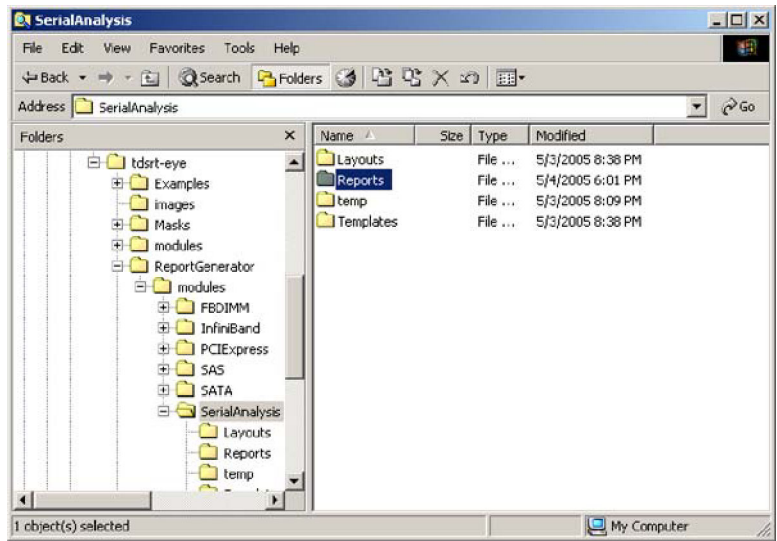 SerialAnalysis
File Edit View Favorites Tools Help
Back Search Folders
Address SerialAnalysis Go
Folders
tdsrt-eye
Examples
images
Masks
modules
ReportGenerator
modules
FBDIMM
InfiniBand
PCIExpress
SAS
SATA
SerialAnalysis
Layouts
Reports
temp
Name Size Type Modified
Layouts File ... 5/3/2005 8:38 PM
Reports File ... 5/4/2005 6:01 PM
temp File ... 5/3/2005 8:09 PM
Templates File ... 5/3/2005 8:38 PM
1 object(s) selected My Computer